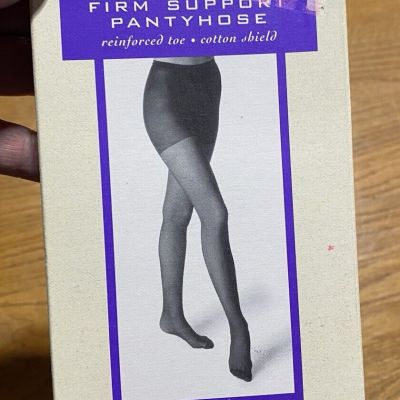 FIRM SUPPORT
PANTYHOSE
reinforced toe • cotton shield